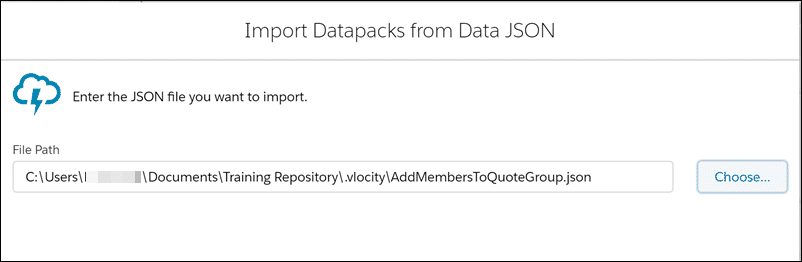 Import Datapacks from Data JSON
Enter the JSON file you want to import.
File Path
C:\Users\ \Documents\Training Repository\.vlocity\AddMembersToQuoteGroup.json
Choose...